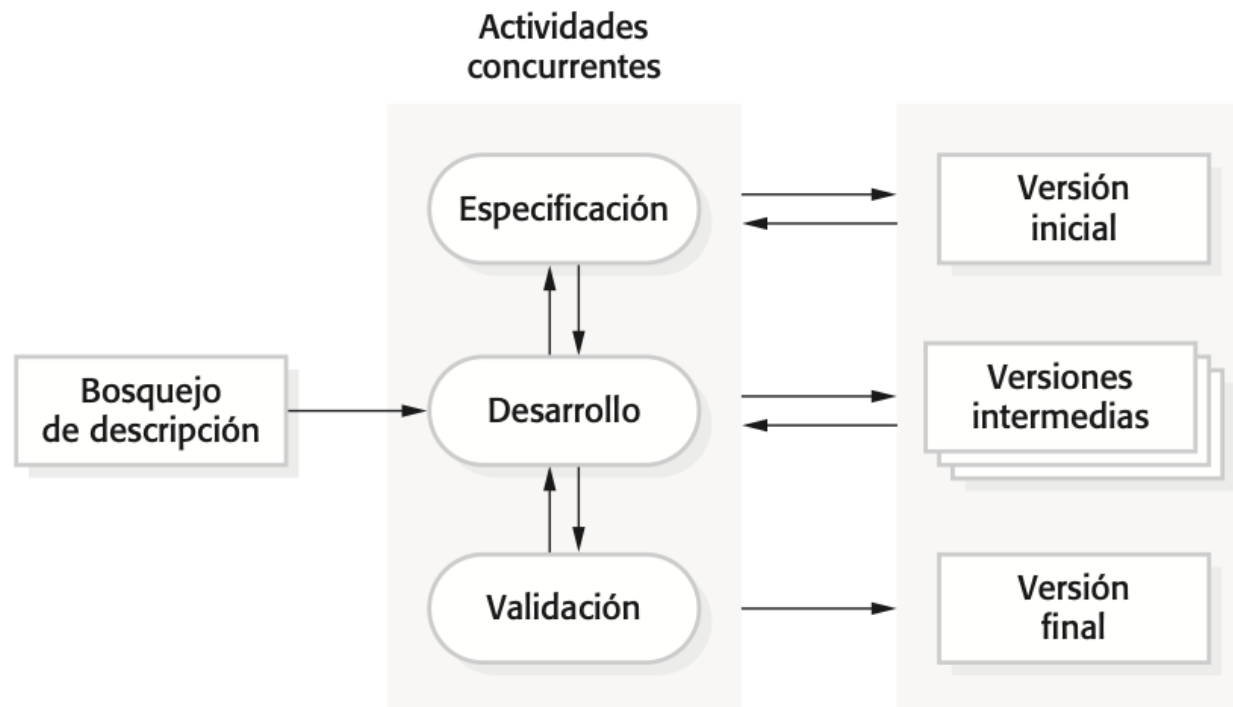 Actividades
concurrentes
Especificación
Versión
inicial
Bosquejo
de descripción
Desarrollo
Versiones
intermedias
Validación
Versión
final